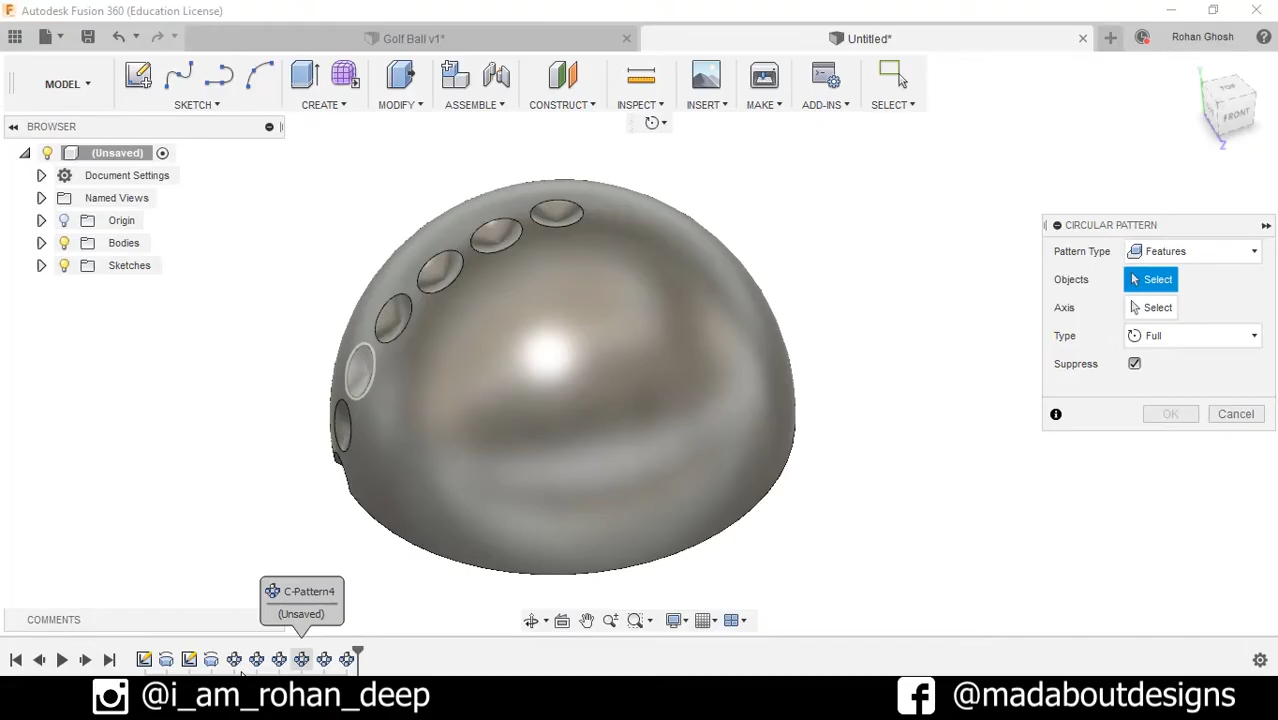 Autodesk Fusion 360 (Education License)
Golf Ball v1*
Untitled*
Rohan Ghosh
MODEL
SKETCH
CREATE
MODIFY
ASSEMBLE
CONSTRUCT
INSPECT
INSERT
MAKE
ADD-INS
SELECT
TOP
FRONT
Z
BROWSER
(Unsaved)
Document Settings
Named Views
Origin
Bodies
Sketches
CIRCULAR PATTERN
Pattern Type Features
Objects Select
Axis Select
Type Full
Suppress
OK Cancel
C-Pattern4
(Unsaved)
COMMENTS
@i_am_rohan_deep @madaboutdesigns